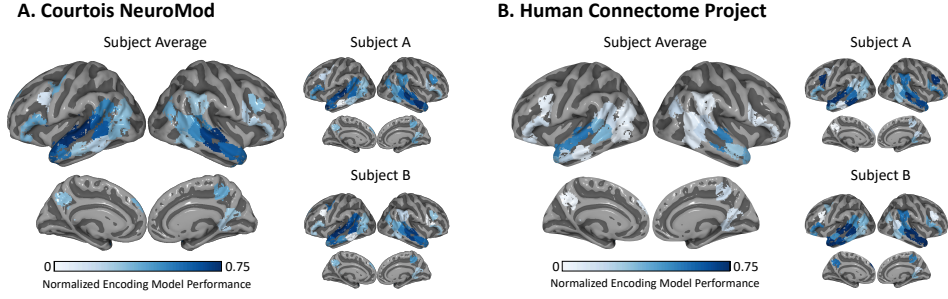 A. Courtois NeuroMod
Subject Average
Subject A
Subject B
0 0.75
Normalized Encoding Model Performance
B. Human Connectome Project
Subject Average
Subject A
Subject B
0 0.75
Normalized Encoding Model Performance